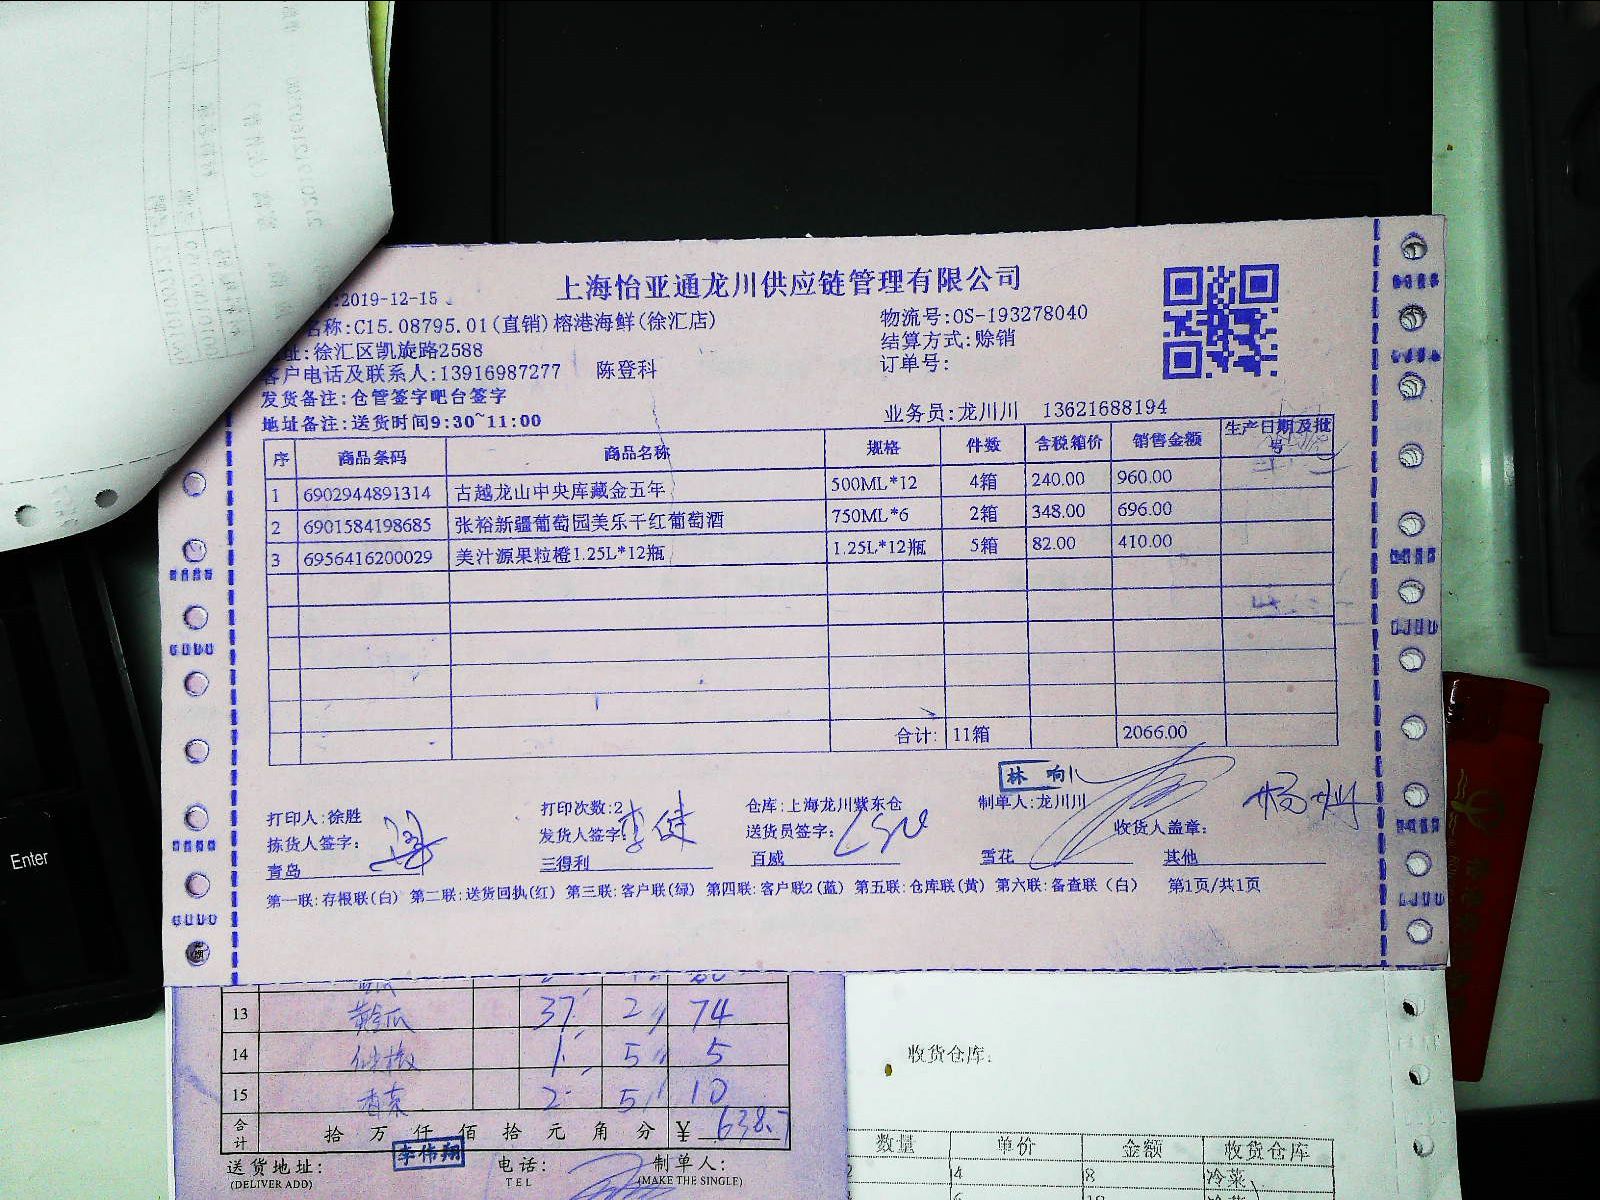 上海怡亚通龙川供应链管理有限公司
:2019-12-15
名称:C15.08795.01(直销)榕港海鲜(徐汇店)
物流号:OS-193278040
址:徐汇区凯旋路2588
结算方式:赊销
客户电话及联系人:13916987277 陈登科
订单号:
发货备注:仓管签字吧台签字
地址备注:送货时间9:30~11:00
业务员:龙川川 13621688194
序 商品条码 商品名称 规格 件数 含税箱价 销售金额 生产日期及批号
1 6902944891314 古越龙山中央库藏金五年 500ML*12 4箱 240.00 960.00
2 6901584198685 张裕新疆葡萄园美乐干红葡萄酒 750ML*6 2箱 348.00 696.00
3 6956416200029 美汁源果粒橙1.25L*12瓶 1.25L*12瓶 5箱 82.00 410.00
合计: 11箱 2066.00
林 响
打印人:徐胜 打印次数:2 仓库:上海龙川紫东仓 制单人:龙川川
拣货人签字: 发货人签字:李健 送货员签字: 收货人盖章: 杨
青岛 三得利 百威 雪花 其他
第一联:存根联(白) 第二联:送货回执(红) 第三联:客户联(绿) 第四联:客户联2(蓝) 第五联:仓库联(黄) 第六联:备查联(白) 第1页/共1页
13 黄金瓜 37 2 74
14 1 5 5
15 香菜 2 5 10
合计 拾 万 仟 佰 拾 元 角 分 ¥ 638.7
李伟翔
送货地址: 电话: 制单人:
(DELIVER ADD) TEL (MAKE THE SINGLE)
收货仓库:
数量 单价 金额 收货仓库
2 4 8 冷菜
Enter